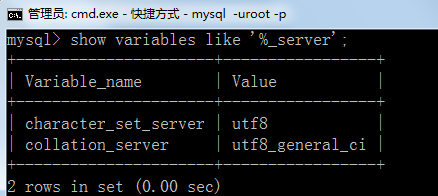 管理员: cmd.exe - 快捷方式 - mysql  -uroot -p
mysql> show variables like '%_server';
+----------------------+-----------------+
| Variable_name        | Value           |
+----------------------+-----------------+
| character_set_server | utf8            |
| collation_server     | utf8_general_ci |
+----------------------+-----------------+
2 rows in set (0.00 sec)